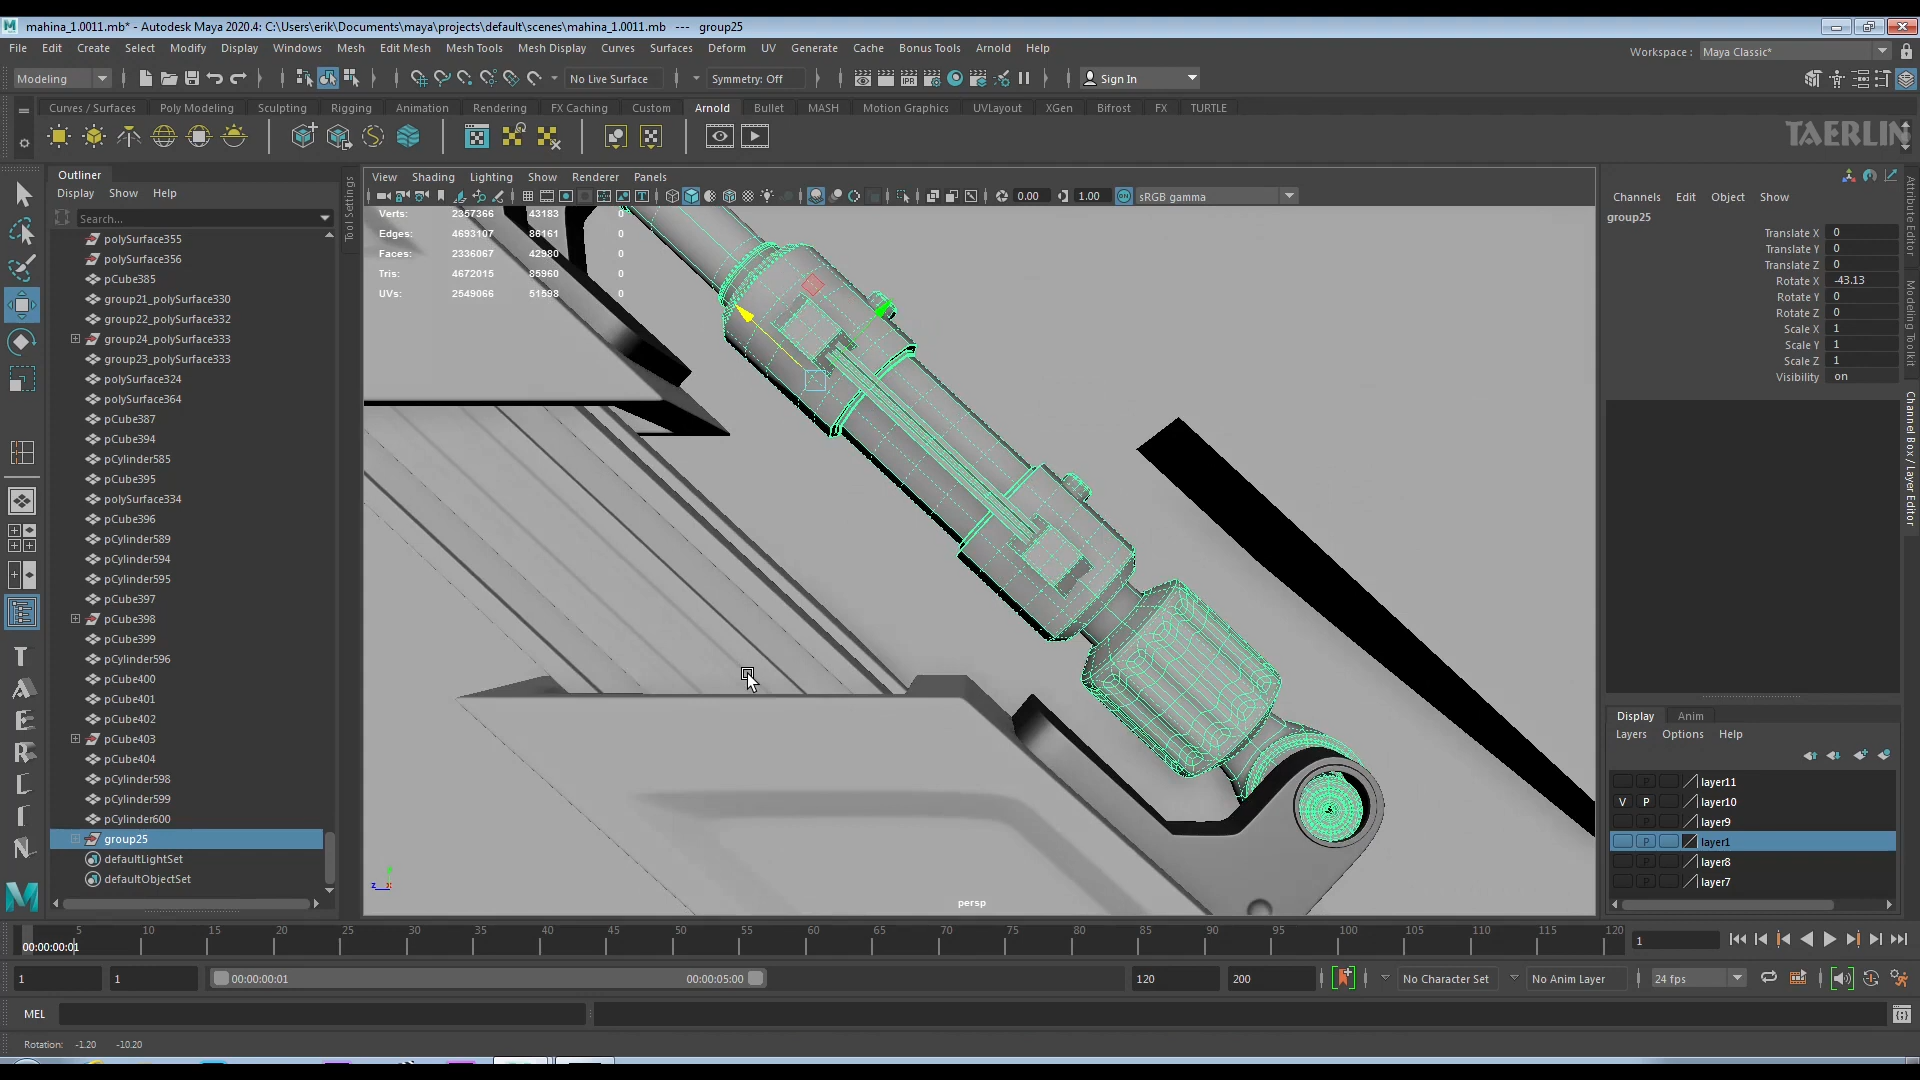 mahina_1.0011.mb* - Autodesk Maya 2020.4: C:\Users\erik\Documents\maya\projects\default\scenes\mahina_1.0011.mb --- group25
File Edit Create Select Modify Display Windows Mesh Edit Mesh Mesh Tools Mesh Display Curves Surfaces Deform UV Generate Cache Bonus Tools Arnold Help
Workspace : Maya Classic*
Modeling No Live Surface Symmetry: Off Sign In
Curves / Surfaces Poly Modeling Sculpting Rigging Animation Rendering FX Caching Custom Arnold Bullet MASH Motion Graphics UVLayout XGen Bifrost FX TURTLE
TAERLIN
Outliner
Display Show Help
Search...
polySurface355
polySurface356
pCube385
group21_polySurface330
group22_polySurface332
group24_polySurface333
group23_polySurface333
polySurface324
polySurface364
pCube387
pCube394
pCylinder585
pCube395
polySurface334
pCube396
pCylinder589
pCylinder594
pCylinder595
pCube397
pCube398
pCube399
pCylinder596
pCube400
pCube401
pCube402
pCube403
pCube404
pCylinder598
pCylinder599
pCylinder600
group25
defaultLightSet
defaultObjectSet
Tool Settings
View Shading Lighting Show Renderer Panels
0.00 1.00 sRGB gamma
Verts: 2357366 43183 0
Edges: 4693107 86161 0
Faces: 2336067 42980 0
Tris: 4672015 85960 0
UVs: 2549066 51598 0
persp
Channels Edit Object Show
group25
Translate X 0
Translate Y 0
Translate Z 0
Rotate X -43.13
Rotate Y 0
Rotate Z 0
Scale X 1
Scale Y 1
Scale Z 1
Visibility on
Attribute Editor
Modeling Toolkit
Channel Box / Layer Editor
Display Anim
Layers Options Help
layer11
V P layer10
layer9
layer1
layer8
layer7
5 10 15 20 25 30 35 40 45 50 55 60 65 70 75 80 85 90 95 100 105 110 115 120
00:00:00:01
1
1 1 00:00:00:01 00:00:05:00 120 200 No Character Set No Anim Layer 24 fps
MEL
Rotation: -1.20 -10.20